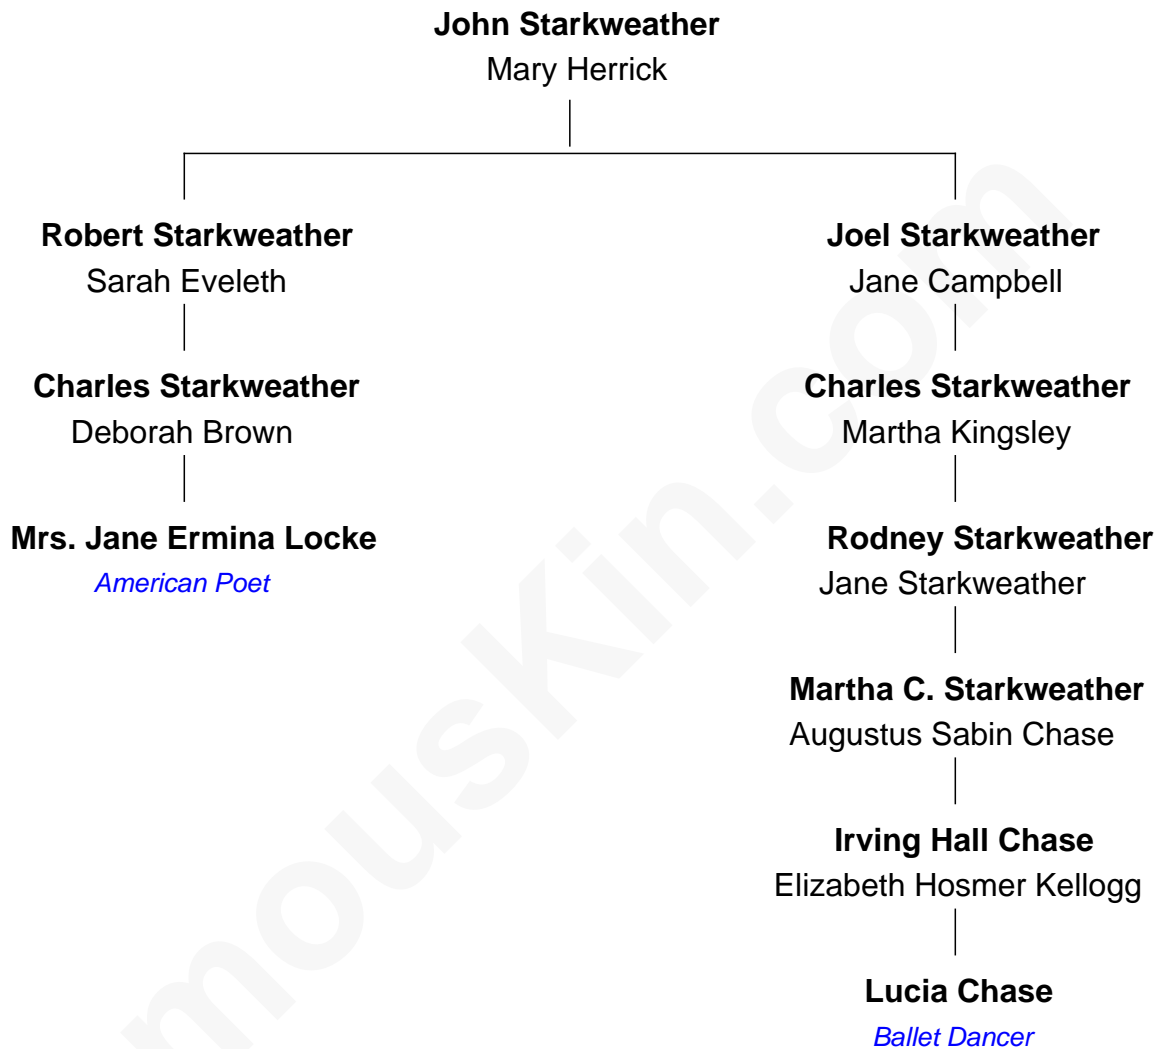 John Starkweather
Mary Herrick
Robert Starkweather
Sarah Eveleth
Charles Starkweather
Deborah Brown
Mrs. Jane Ermina Locke
American Poet
Joel Starkweather
Jane Campbell
Charles Starkweather
Martha Kingsley
Rodney Starkweather
Jane Starkweather
Martha C. Starkweather
Augustus Sabin Chase
Irving Hall Chase
Elizabeth Hosmer Kellogg
Lucia Chase
Ballet Dancer
mousKin.com